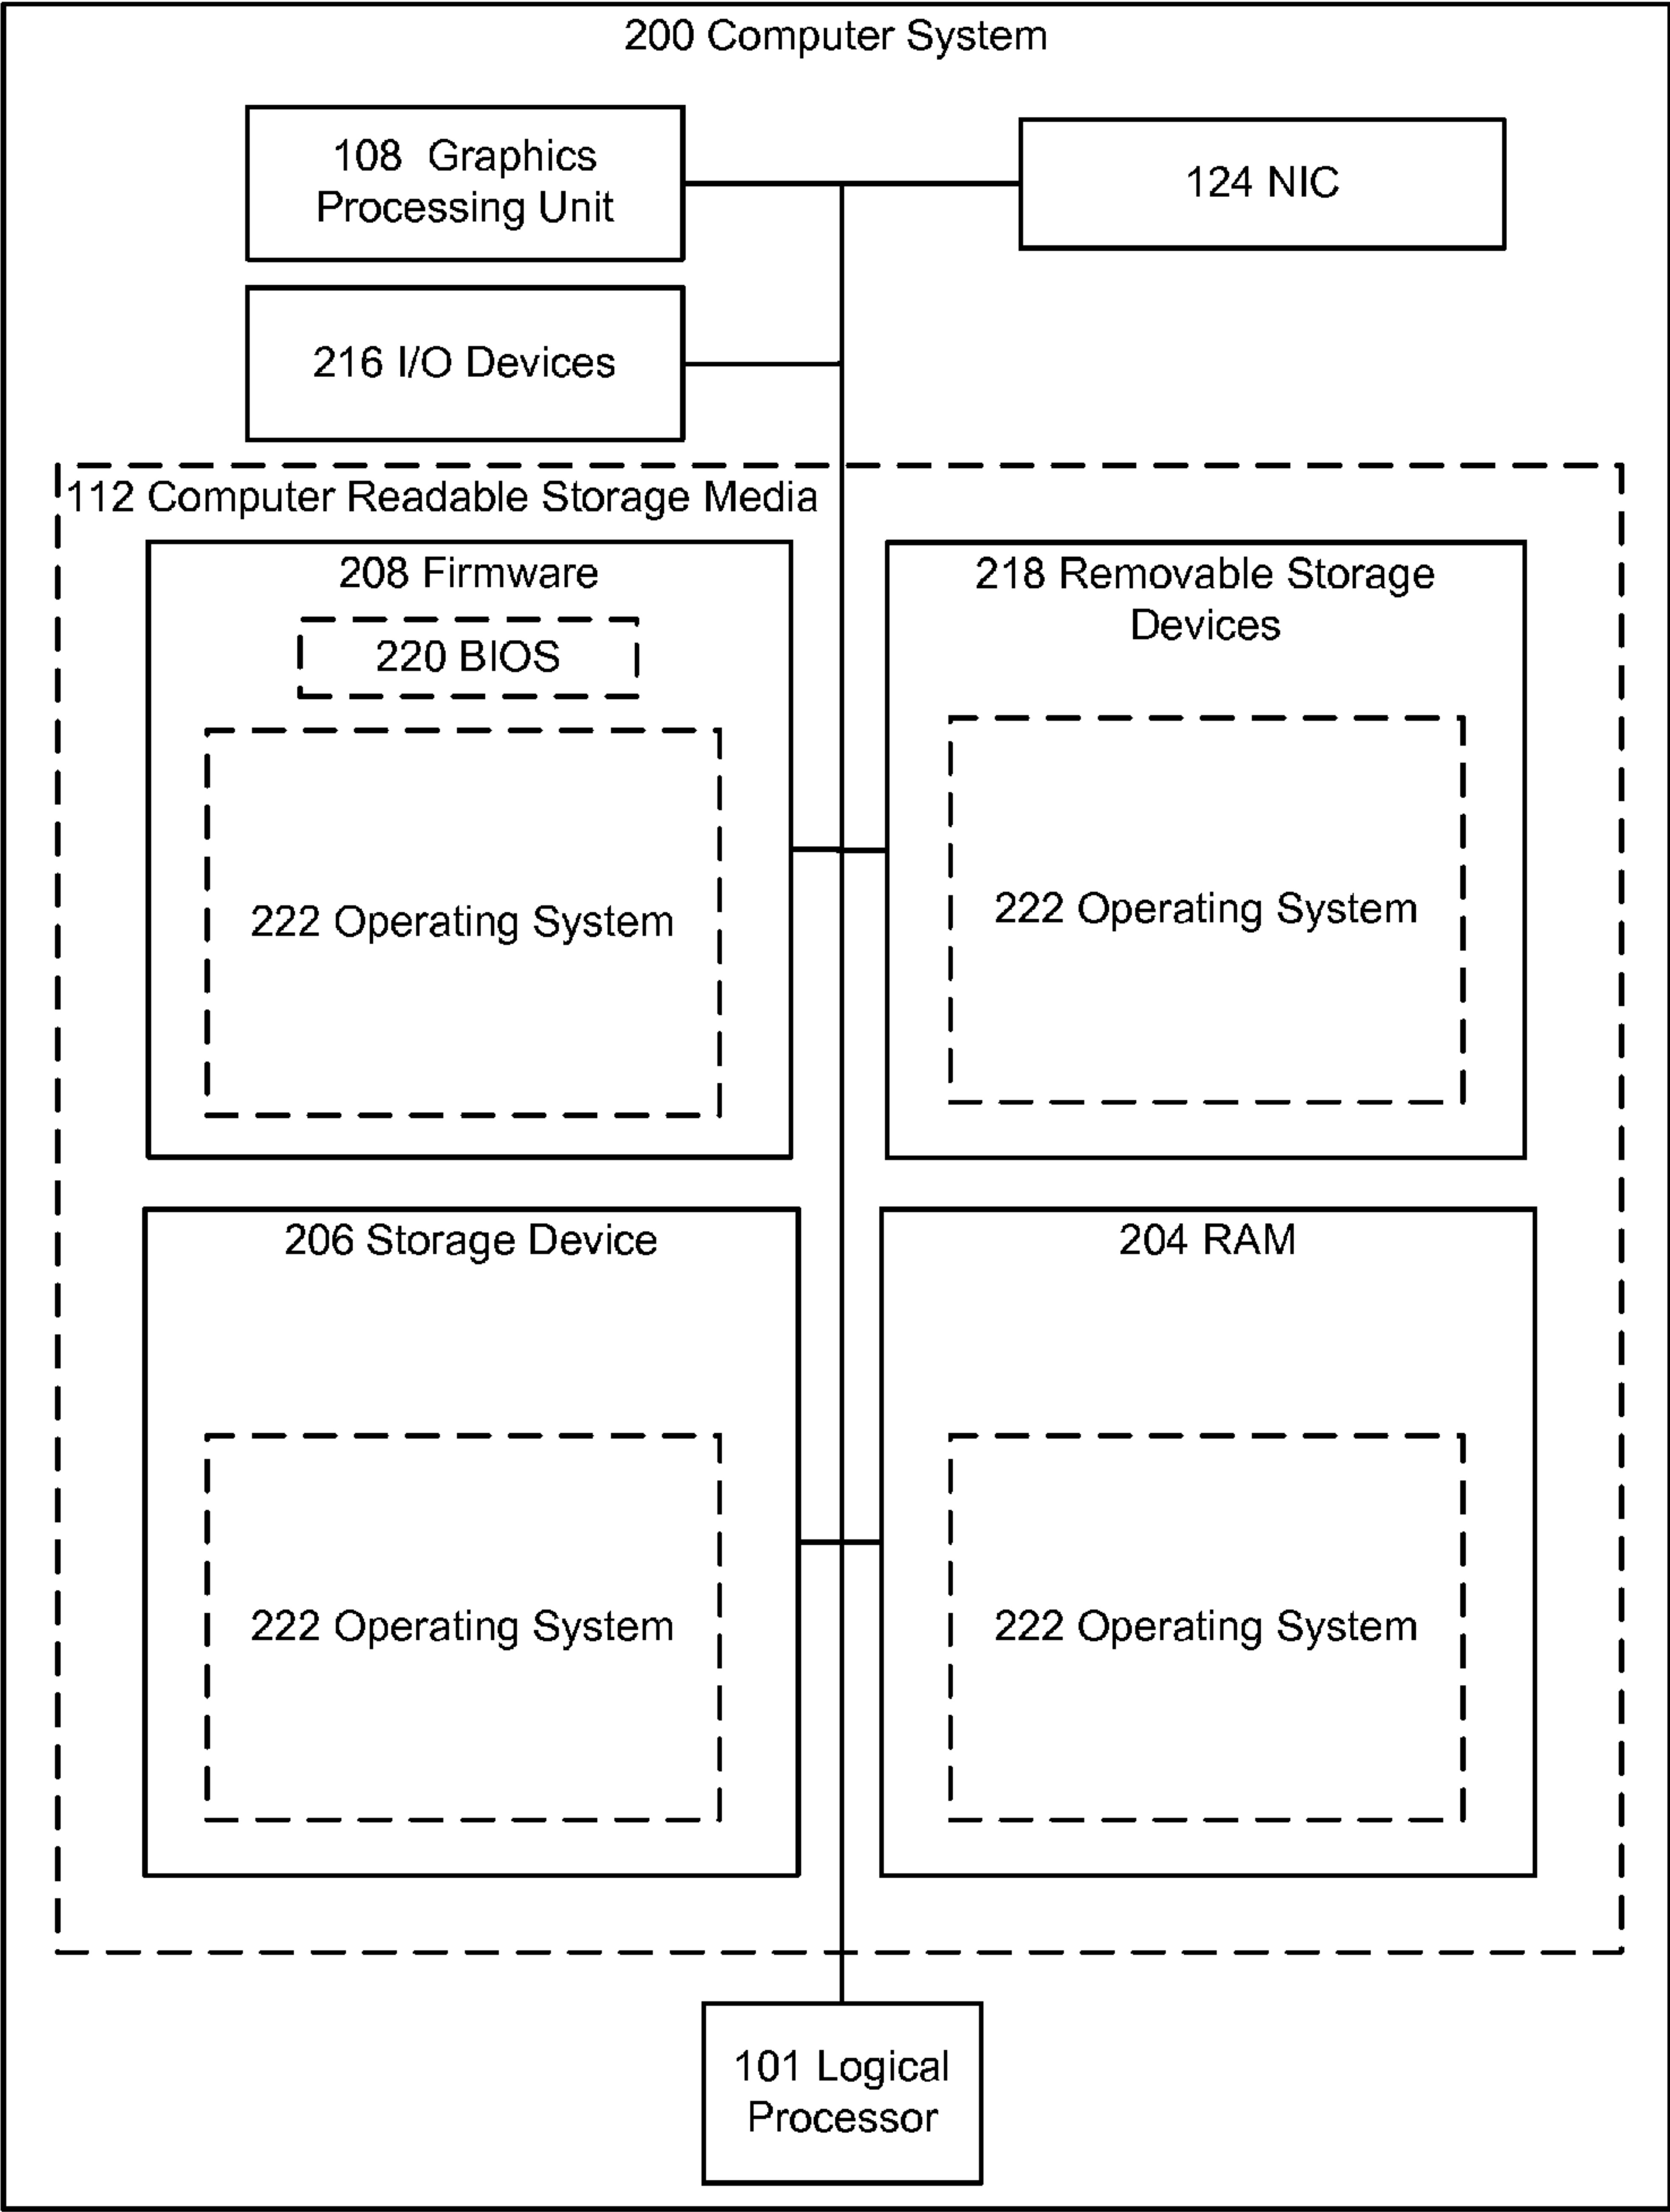 200 Computer System
108 Graphics
Processing Unit
124 NIC
216 I/O Devices
112 Computer Readable Storage Media
208 Firmware
220 BIOS
222 Operating System
218 Removable Storage
Devices
222 Operating System
206 Storage Device
222 Operating System
204 RAM
222 Operating System
101 Logical
Processor